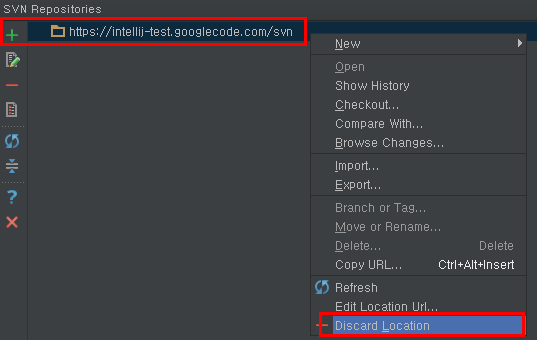 SVN Repositories
https://intellij-test.googlecode.com/svn
New
Open
Show History
Checkout...
Compare With...
Browse Changes...
Import...
Export...
Branch or Tag...
Move or Rename...
Delete... Delete
Copy URL... Ctrl+Alt+Insert
Refresh
Edit Location Url...
Discard Location